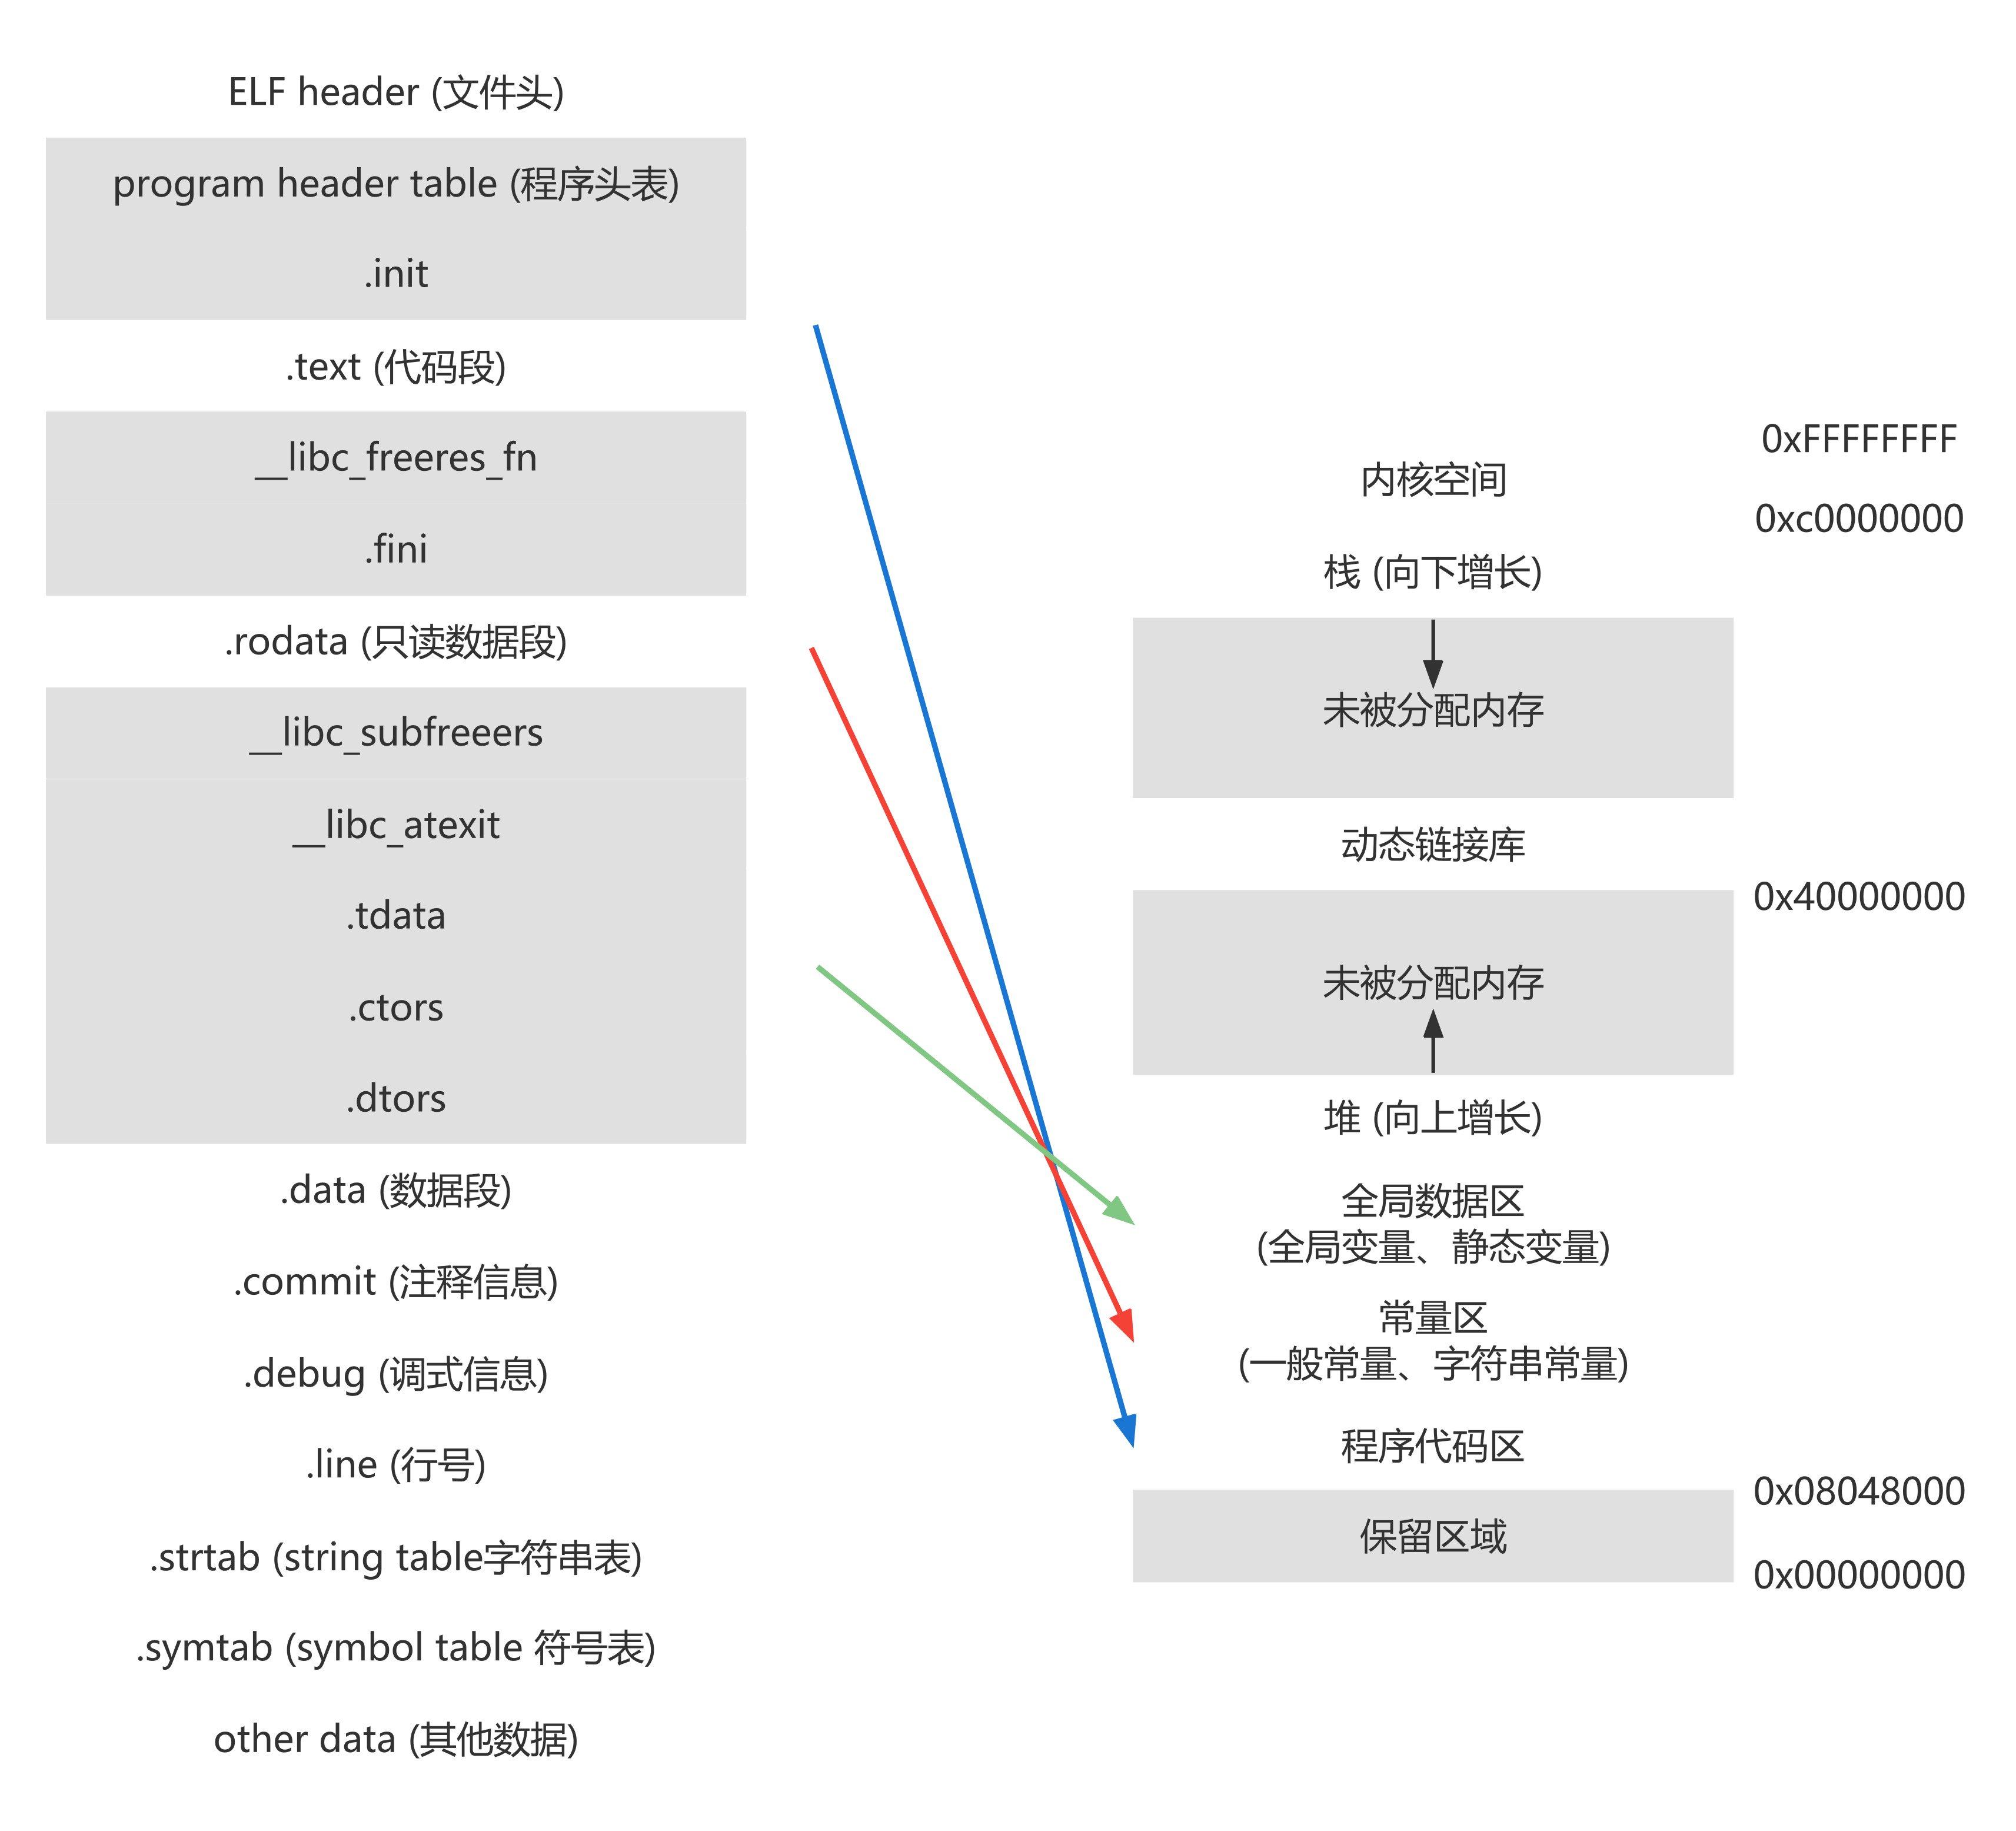 ELF header (文件头)
program header table (程序头表)
.init
.text (代码段)
__libc_freeres_fn
.fini
.rodata (只读数据段)
__libc_subfreeers
__libc_atexit
.tdata
.ctors
.dtors
.data (数据段)
.commit (注释信息)
.debug (调式信息)
.line (行号)
.strtab (string table字符串表)
.symtab (symbol table 符号表)
other data (其他数据)
0xFFFFFFFF
内核空间
0xc0000000
栈 (向下增长)
未被分配内存
动态链接库
0x40000000
未被分配内存
堆 (向上增长)
全局数据区
(全局变量、静态变量)
常量区
(一般常量、字符串常量)
程序代码区
0x08048000
保留区域
0x00000000